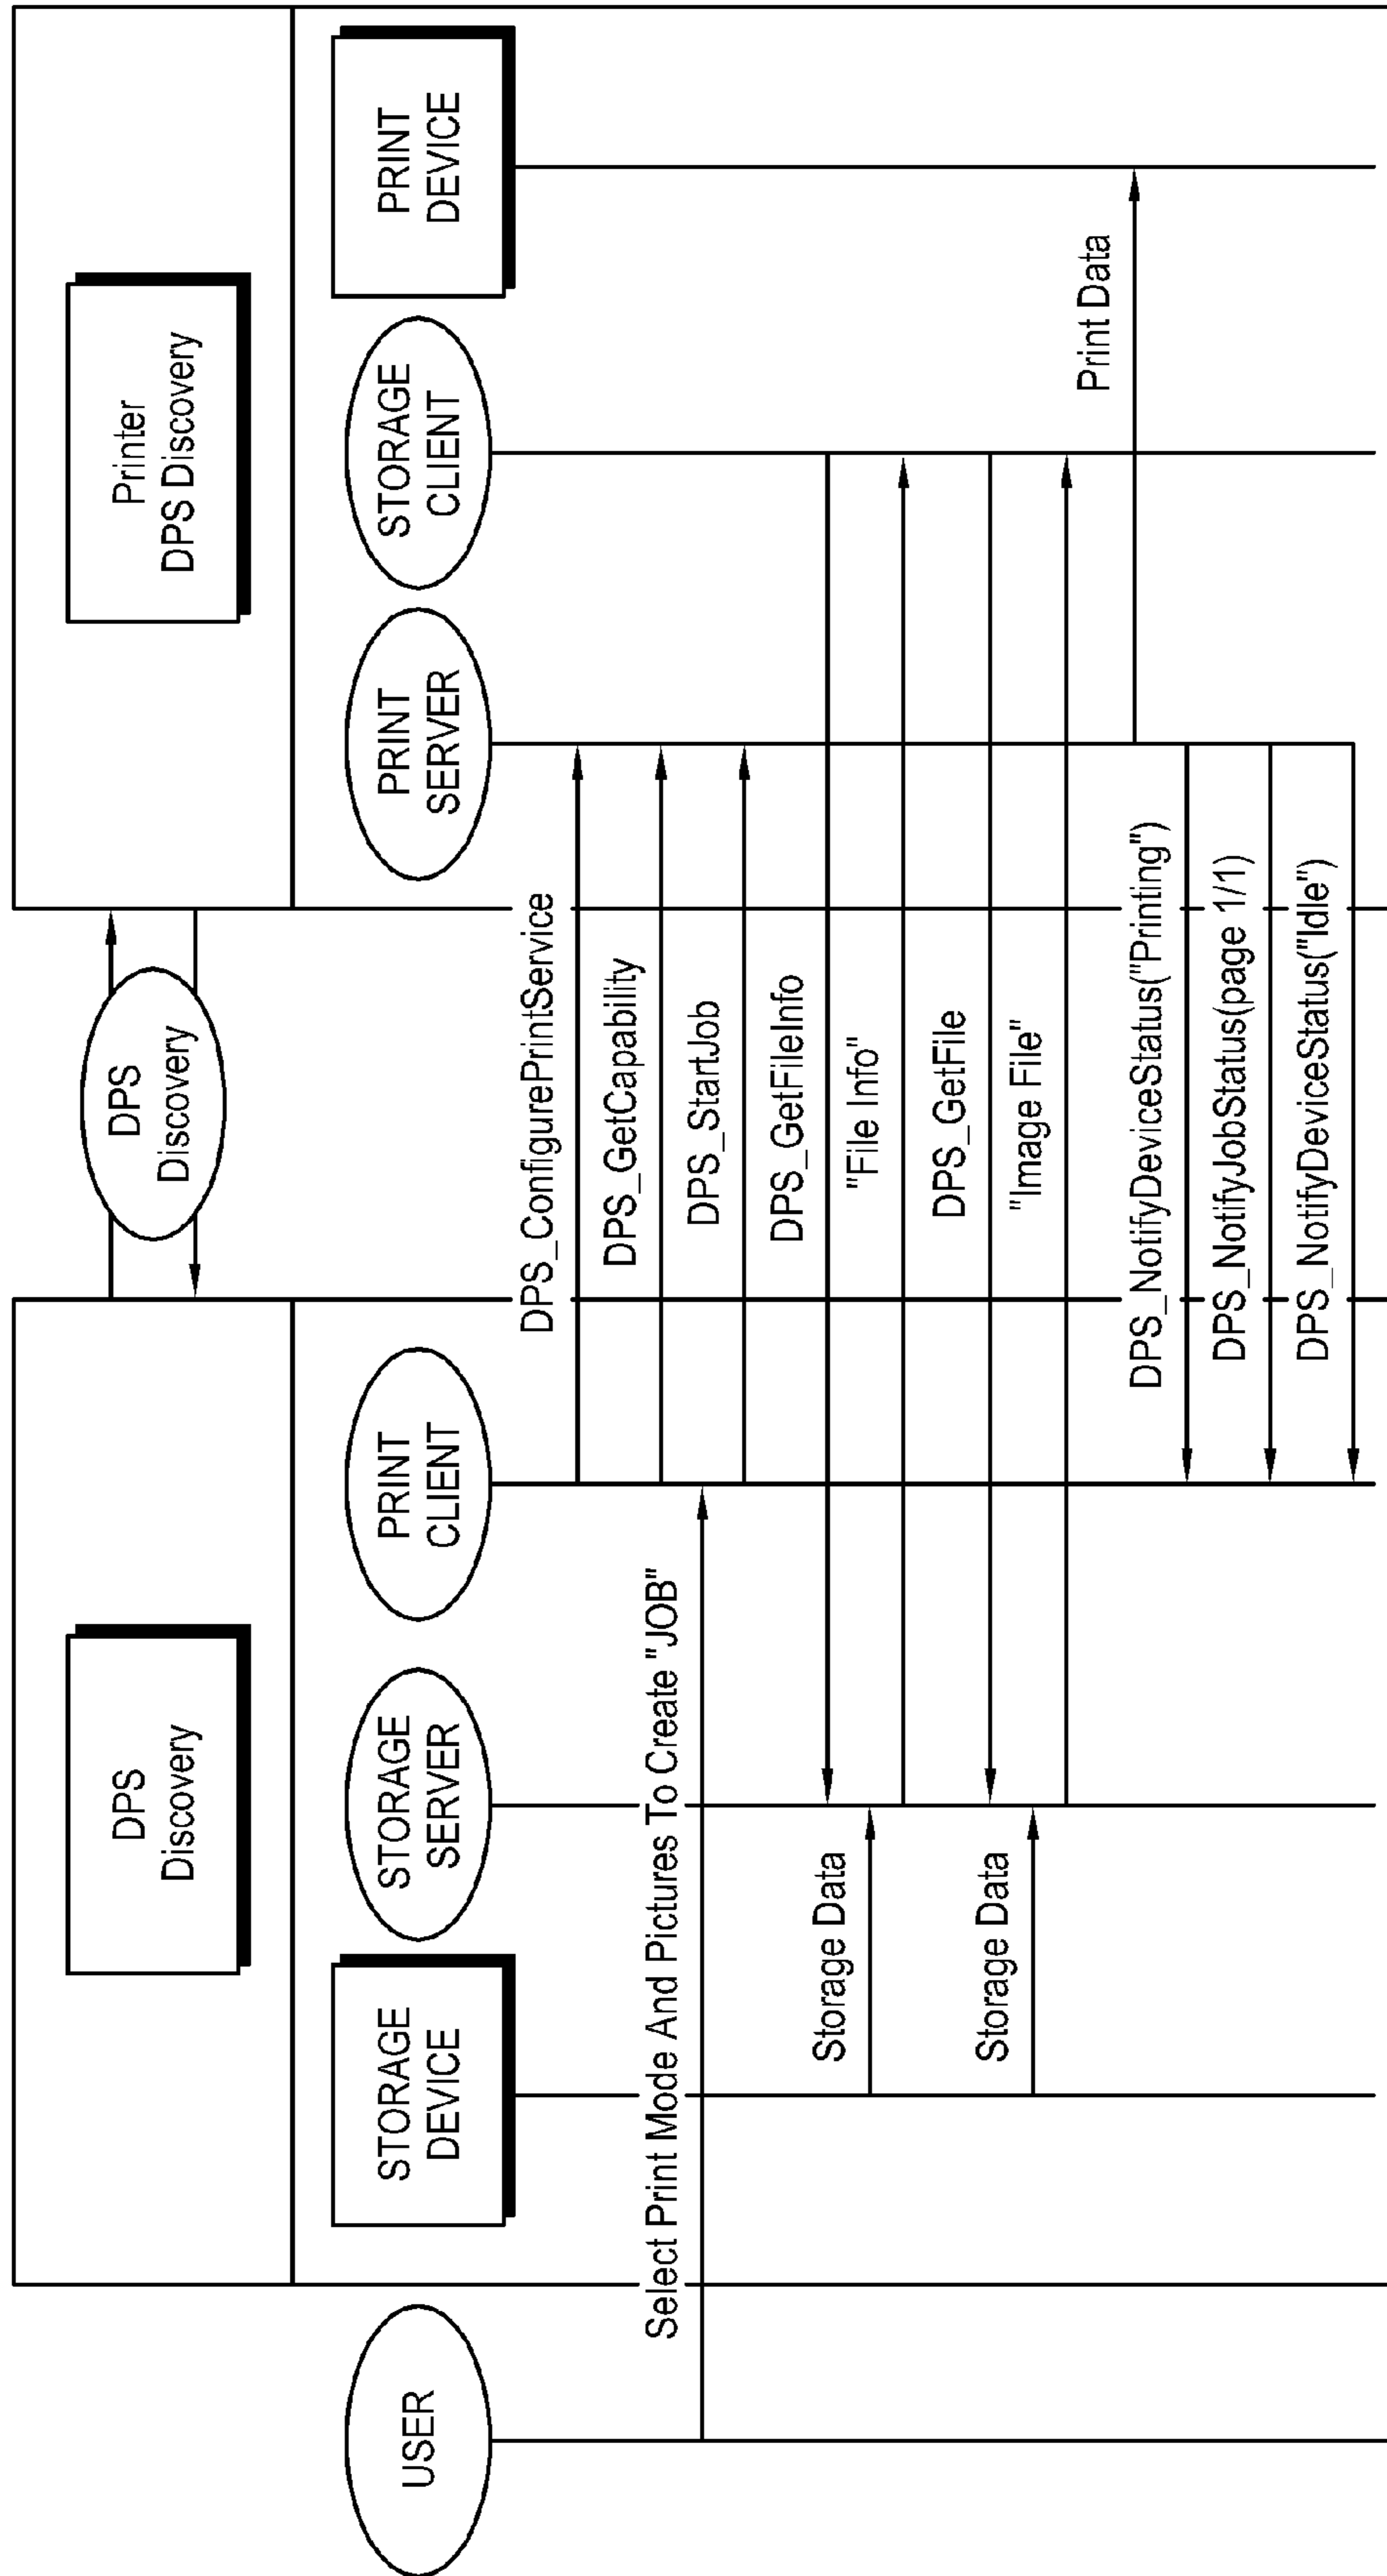 DPS
Discovery
DPS
Discovery
Printer
DPS Discovery
USER
STORAGE
DEVICE
STORAGE
SERVER
PRINT
CLIENT
PRINT
SERVER
STORAGE
CLIENT
PRINT
DEVICE
DPS_ConfigurePrintService
DPS_GetCapability
Select Print Mode And Pictures To Create "JOB"
DPS_StartJob
DPS_GetFileInfo
Storage Data
"File Info"
DPS_GetFile
Storage Data
"Image File"
Print Data
DPS_NotifyDeviceStatus("Printing")
DPS_NotifyJobStatus(page 1/1)
DPS_NotifyDeviceStatus("Idle")